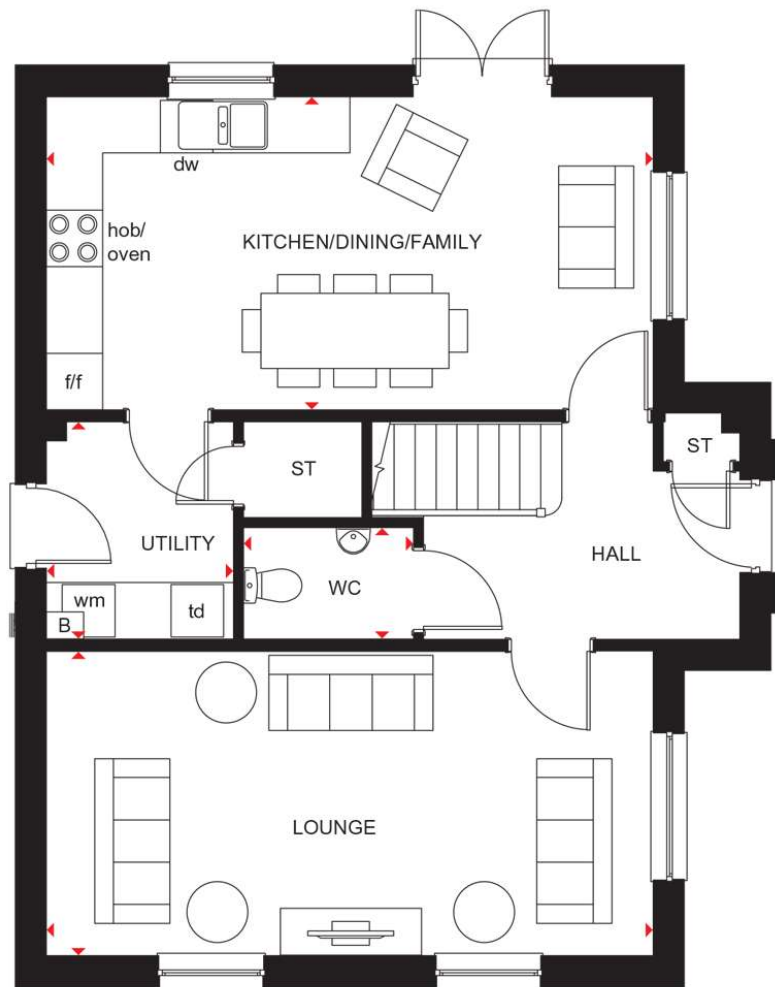 dw
hob/
oven
KITCHEN/DINING/FAMILY
f/f
ST
ST
UTILITY
HALL
WC
wm
td
B
LOUNGE